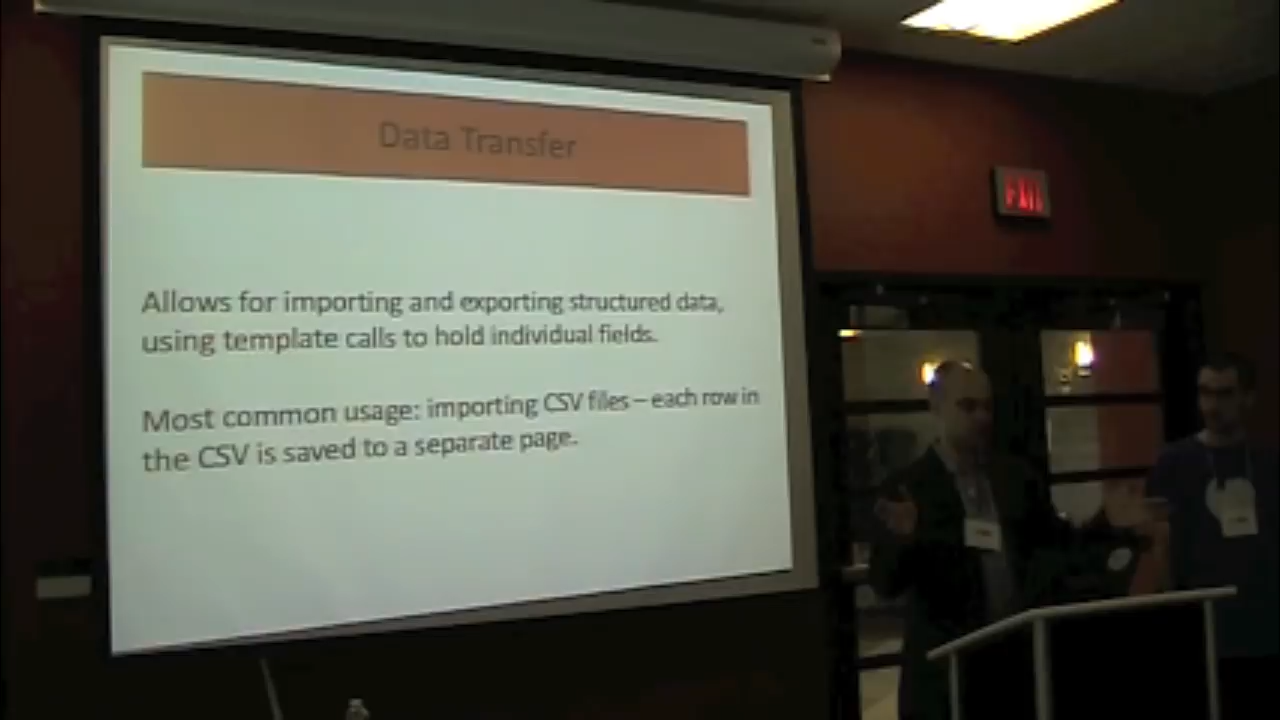 Data Transfer
Allows for importing and exporting structured data,
using template calls to hold individual fields.
Most common usage: importing CSV files – each row in
the CSV is saved to a separate page.
EXIT